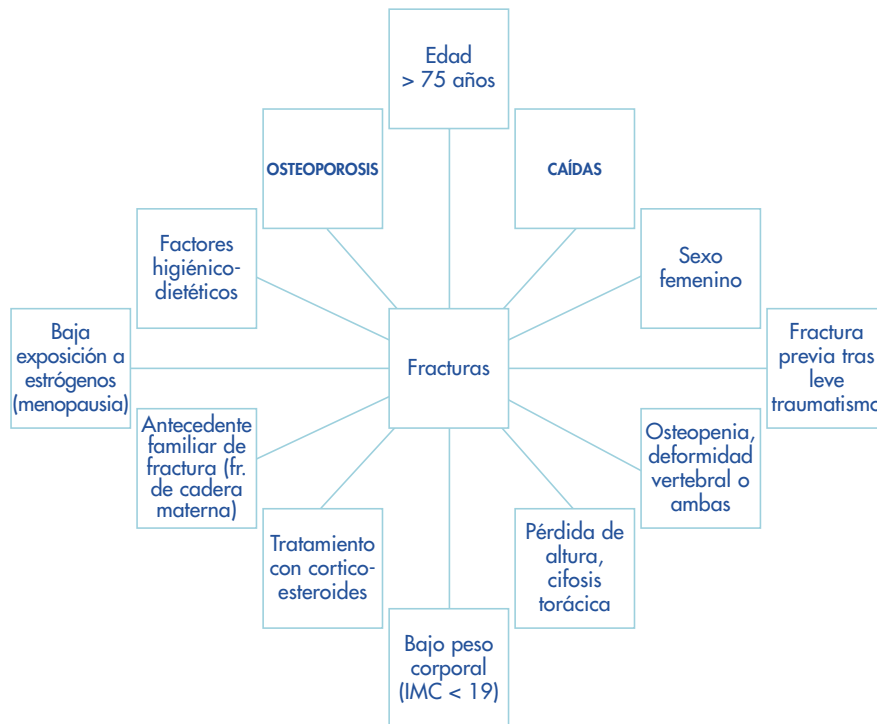 Edad
> 75 años
OSTEOPOROSIS
CAÍDAS
Factores
higiénico-
dietéticos
Sexo
femenino
Baja
exposición a
estrógenos
(menopausia)
Fracturas
Fractura
previa tras
leve
traumatismo
Antecedente
familiar de
fractura (fr.
de cadera
materna)
Osteopenia,
deformidad
vertebral o
ambas
Tratamiento
con cortico-
esteroides
Pérdida de
altura,
cifosis
torácica
Bajo peso
corporal
(IMC < 19)